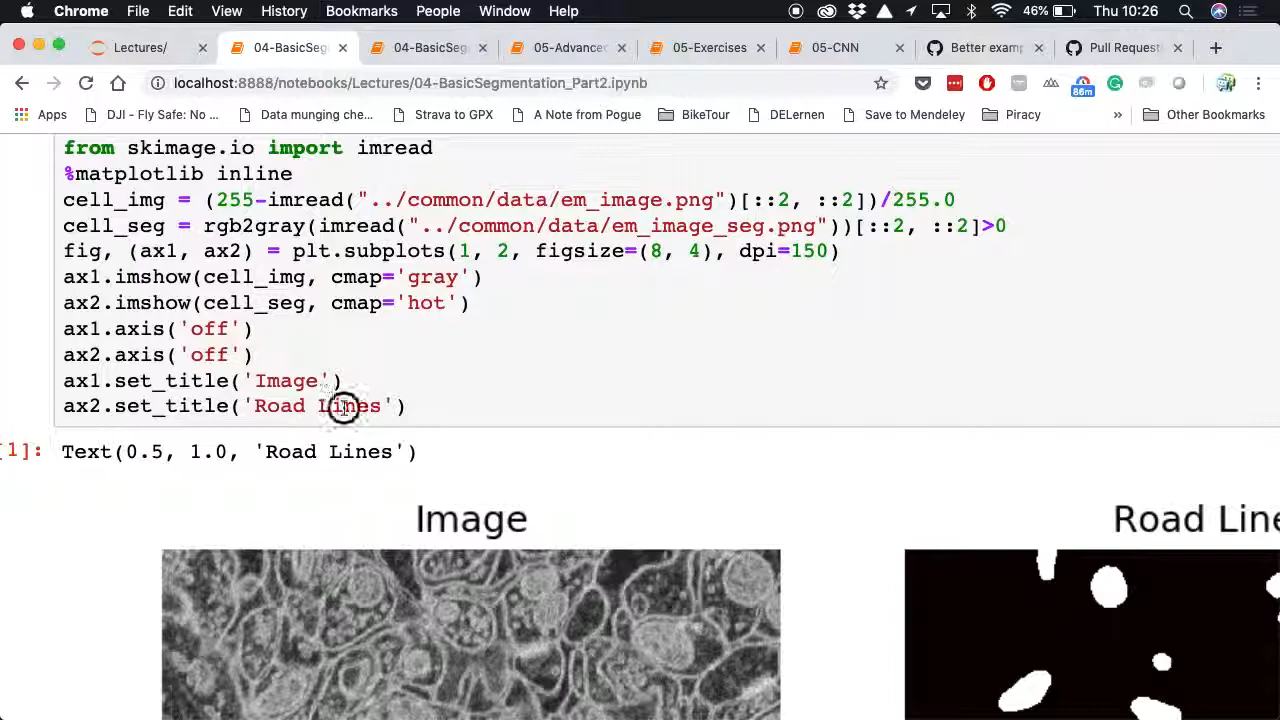 Chrome File Edit View History Bookmarks People Window Help 46% Thu 10:26
Lectures/ 04-BasicSeg 04-BasicSeg 05-Advance 05-Exercises 05-CNN Better examp Pull Request
localhost:8888/notebooks/Lectures/04-BasicSegmentation_Part2.ipynb 86m
Apps DJI - Fly Safe: No ... Data munging che... Strava to GPX A Note from Pogue BikeTour DELernen Save to Mendeley Piracy » Other Bookmarks
from skimage.io import imread
%matplotlib inline
cell_img = (255-imread("../common/data/em_image.png")[::2, ::2])/255.0
cell_seg = rgb2gray(imread("../common/data/em_image_seg.png"))[::2, ::2]>0
fig, (ax1, ax2) = plt.subplots(1, 2, figsize=(8, 4), dpi=150)
ax1.imshow(cell_img, cmap='gray')
ax2.imshow(cell_seg, cmap='hot')
ax1.axis('off')
ax2.axis('off')
ax1.set_title('Image')
ax2.set_title('Road Lines')
[1]: Text(0.5, 1.0, 'Road Lines')
Image Road Line